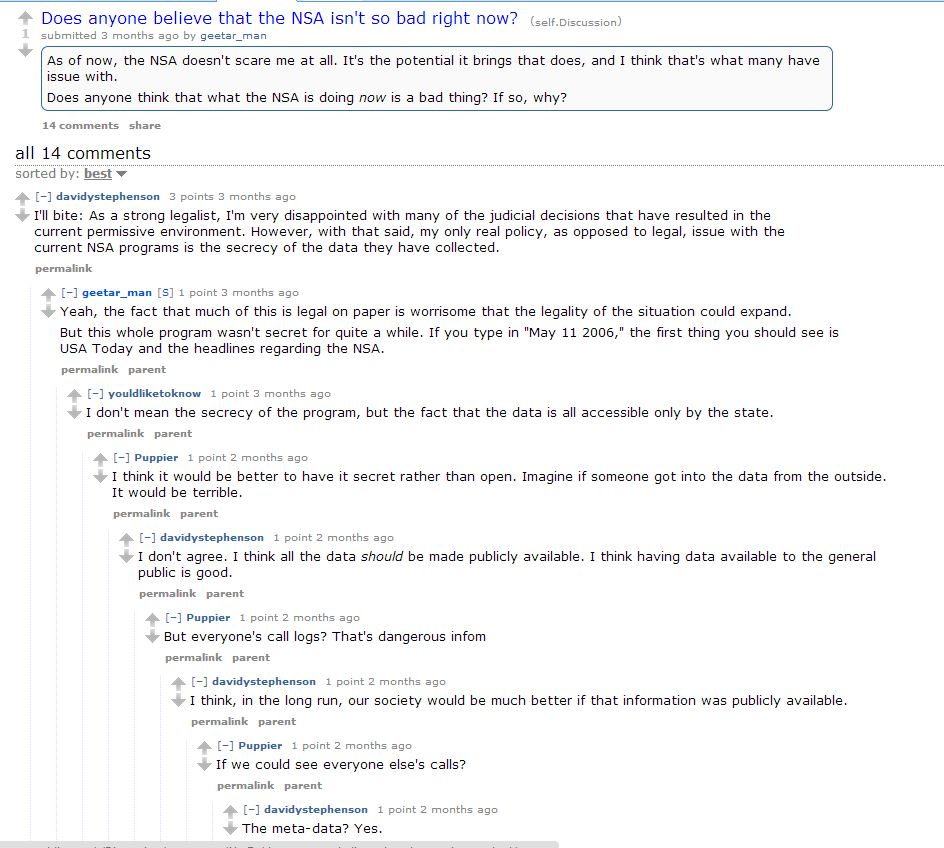 Does anyone believe that the NSA isn't so bad right now? (self.Discussion)
1
submitted 3 months ago by geetar_man
As of now, the NSA doesn't scare me at all. It's the potential it brings that does, and I think that's what many have
issue with.
Does anyone think that what the NSA is doing now is a bad thing? If so, why?
14 comments share
all 14 comments
sorted by: best
[–] davidystephenson 3 points 3 months ago
I'll bite: As a strong legalist, I'm very disappointed with many of the judicial decisions that have resulted in the
current permissive environment. However, with that said, my only real policy, as opposed to legal, issue with the
current NSA programs is the secrecy of the data they have collected.
permalink
[–] geetar_man [S] 1 point 3 months ago
Yeah, the fact that much of this is legal on paper is worrisome that the legality of the situation could expand.
But this whole program wasn't secret for quite a while. If you type in "May 11 2006," the first thing you should see is
USA Today and the headlines regarding the NSA.
permalink parent
[–] youldliketoknow 1 point 3 months ago
I don't mean the secrecy of the program, but the fact that the data is all accessible only by the state.
permalink parent
[–] Puppier 1 point 2 months ago
I think it would be better to have it secret rather than open. Imagine if someone got into the data from the outside.
It would be terrible.
permalink parent
[–] davidystephenson 1 point 2 months ago
I don't agree. I think all the data should be made publicly available. I think having data available to the general
public is good.
permalink parent
[–] Puppier 1 point 2 months ago
But everyone's call logs? That's dangerous infom
permalink parent
[–] davidystephenson 1 point 2 months ago
I think, in the long run, our society would be much better if that information was publicly available.
permalink parent
[–] Puppier 1 point 2 months ago
If we could see everyone else's calls?
permalink parent
[–] davidystephenson 1 point 2 months ago
The meta-data? Yes.